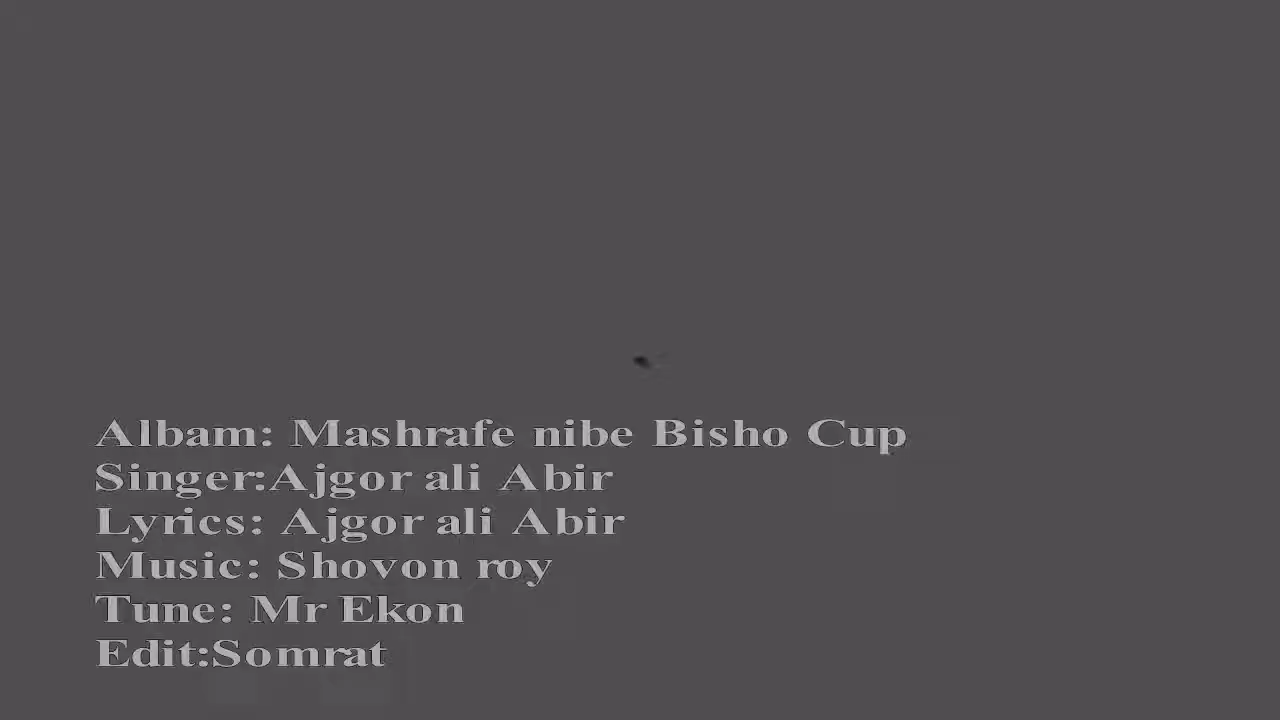 Albam: Mashrafe nibe Bisho Cup
Singer:Ajgor ali Abir
Lyrics: Ajgor ali Abir
Music: Shovon roy
Tune: Mr Ekon
Edit:Somrat